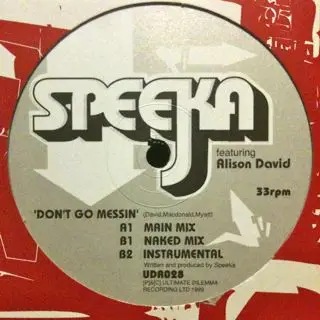 SPEEKA
featuring
Alison David
33rpm
'DON'T GO MESSIN' (David,Macdonald,Myatt)
A1 MAIN MIX
B1 NAKED MIX
B2 INSTRUMENTAL
Written and produced by Speeka
UDR028
[P]&[C] ULTIMATE DILEMMA
RECORDING LTD 1999